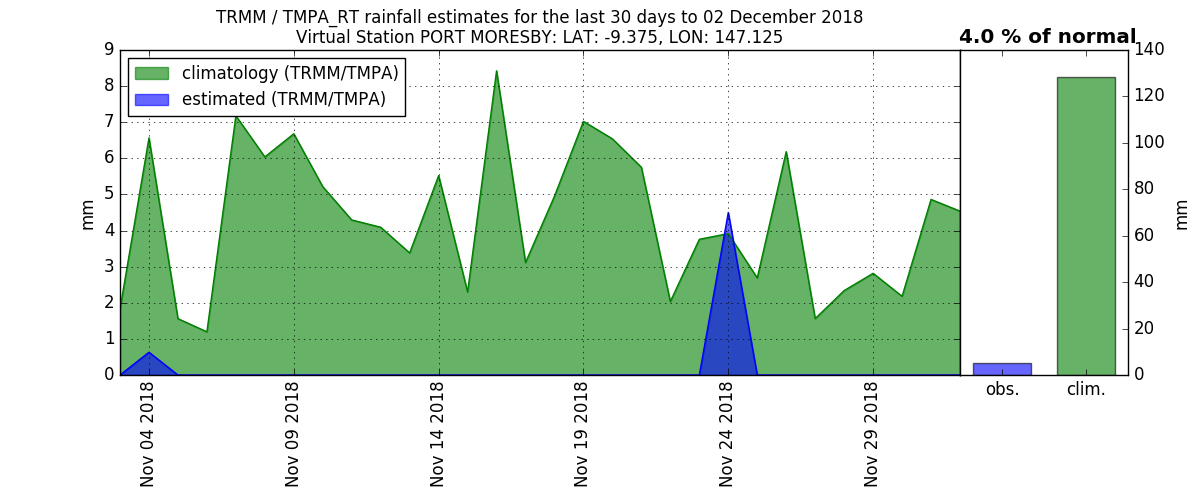 TRMM / TMPA_RT rainfall estimates for the last 30 days to 02 December 2018
Virtual Station PORT MORESBY: LAT: -9.375, LON: 147.125
4.0 % of normal
climatology (TRMM/TMPA)
estimated (TRMM/TMPA)
9
8
7
6
5
4
3
2
1
0
mm
Nov 04 2018
Nov 09 2018
Nov 14 2018
Nov 19 2018
Nov 24 2018
Nov 29 2018
140
120
100
80
60
40
20
0
mm
obs.
clim.